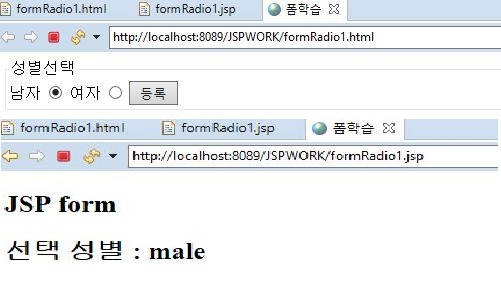 formRadio1.html formRadio1.jsp 폼학습
http://localhost:8089/JSPWORK/formRadio1.html
성별선택
남자 여자 등록
formRadio1.html formRadio1.jsp 폼학습
http://localhost:8089/JSPWORK/formRadio1.jsp
JSP form
선택 성별 : male